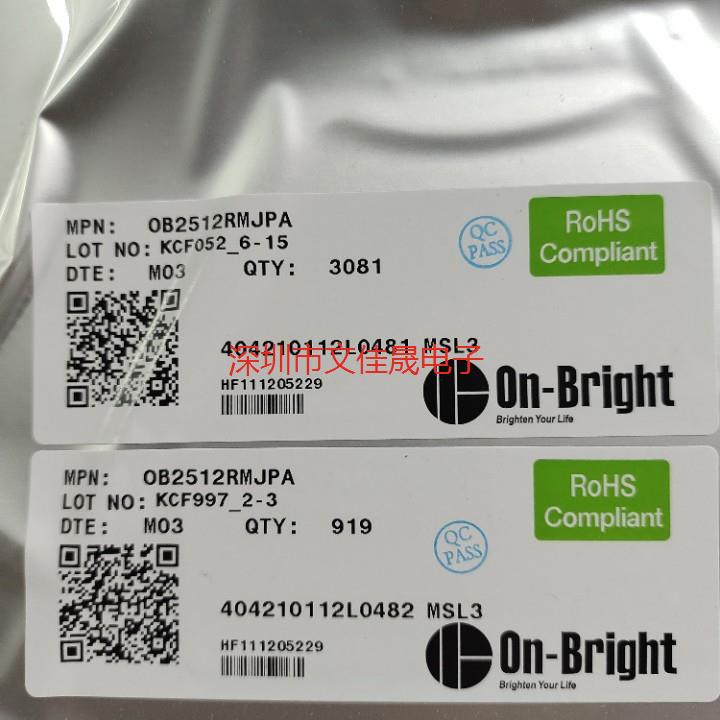 MPN: OB2512RMJPA
LOT NO: KCF052_6-15
DTE: M03 QTY: 3081
QC
PASS
RoHS
Compliant
404210112L0481 MSL3
深圳市文佳晟电子
HF111205229
On-Bright
Brighten Your Life
MPN: OB2512RMJPA
LOT NO: KCF997_2-3
DTE: M03 QTY: 919
QC
PASS
RoHS
Compliant
404210112L0482 MSL3
HF111205229
On-Bright
Brighten Your Life